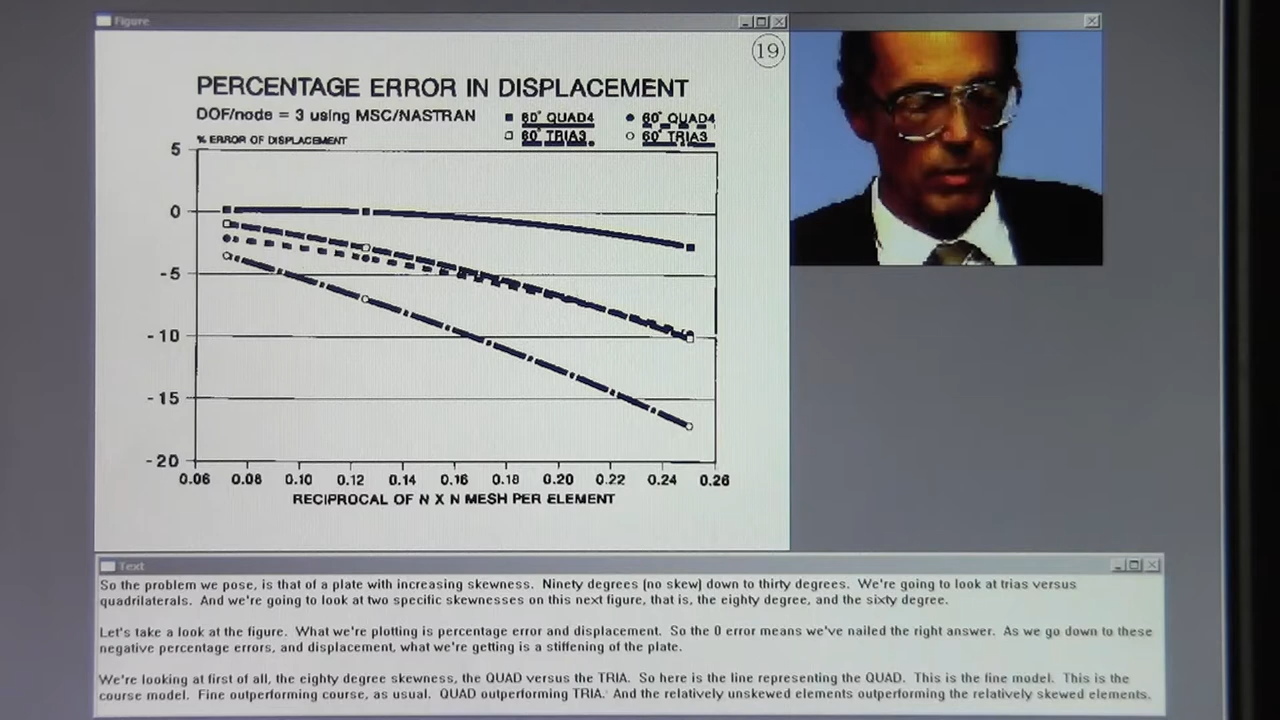 Figure
19
PERCENTAGE ERROR IN DISPLACEMENT
DOF/node = 3 using MSC/NASTRAN
80° QUAD4
60° QUAD4
80° TRIA3
60° TRIA3
% ERROR OF DISPLACEMENT
5
0
-5
-10
-15
-20
0.06 0.08 0.10 0.12 0.14 0.16 0.18 0.20 0.22 0.24 0.26
RECIPROCAL OF N X N MESH PER ELEMENT
Text
So the problem we pose, is that of a plate with increasing skewness. Ninety degrees (no skew) down to thirty degrees. We're going to look at trias versus
quadrilaterals. And we're going to look at two specific skewnesses on this next figure, that is, the eighty degree, and the sixty degree.
Let's take a look at the figure. What we're plotting is percentage error and displacement. So the 0 error means we've nailed the right answer. As we go down to these
negative percentage errors, and displacement, what we're getting is a stiffening of the plate.
We're looking at first of all, the eighty degree skewness, the QUAD versus the TRIA. So here is the line representing the QUAD. This is the fine model. This is the
course model. Fine outperforming course, as usual. QUAD outperforming TRIA. And the relatively unskewed elements outperforming the relatively skewed elements.